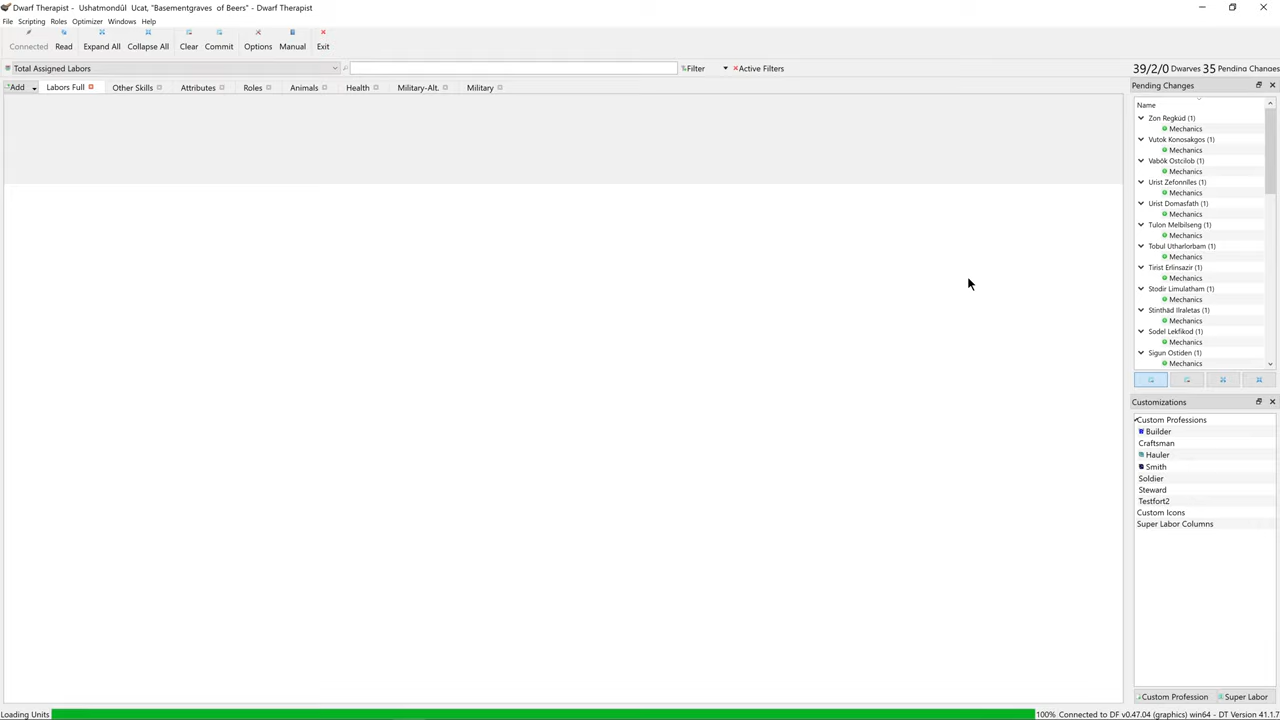 Dwarf Therapist - Ushatmondûl Ucat, "Basementgraves of Beers" - Dwarf Therapist
File Scripting Roles Optimizer Windows Help
Connected Read Expand All Collapse All Clear Commit Options Manual Exit
Total Assigned Labors Filter Active Filters 39/2/0 Dwarves 35 Pending Changes
Add Labors Full Other Skills Attributes Roles Animals Health Military-Alt. Military
Pending Changes
Name
Zon Regkûd (1)
Mechanics
Vutok Konosakgos (1)
Mechanics
Vabôk Ostcilob (1)
Mechanics
Urist Zefonnîles (1)
Mechanics
Urist Domasfath (1)
Mechanics
Tulon Melbilseng (1)
Mechanics
Tobul Utharlorbam (1)
Mechanics
Tirist Erlinsazir (1)
Mechanics
Stodir Limulatham (1)
Mechanics
Stinthäd Ilraletas (1)
Mechanics
Sodel Lekfikod (1)
Mechanics
Sigun Ostiden (1)
Mechanics
Customizations
Custom Professions
Builder
Craftsman
Hauler
Smith
Soldier
Steward
Testfort2
Custom Icons
Super Labor Columns
Custom Profession Super Labor
Loading Units 100% Connected to DF v0.47.04 (graphics) win64 - DT Version 41.1.7